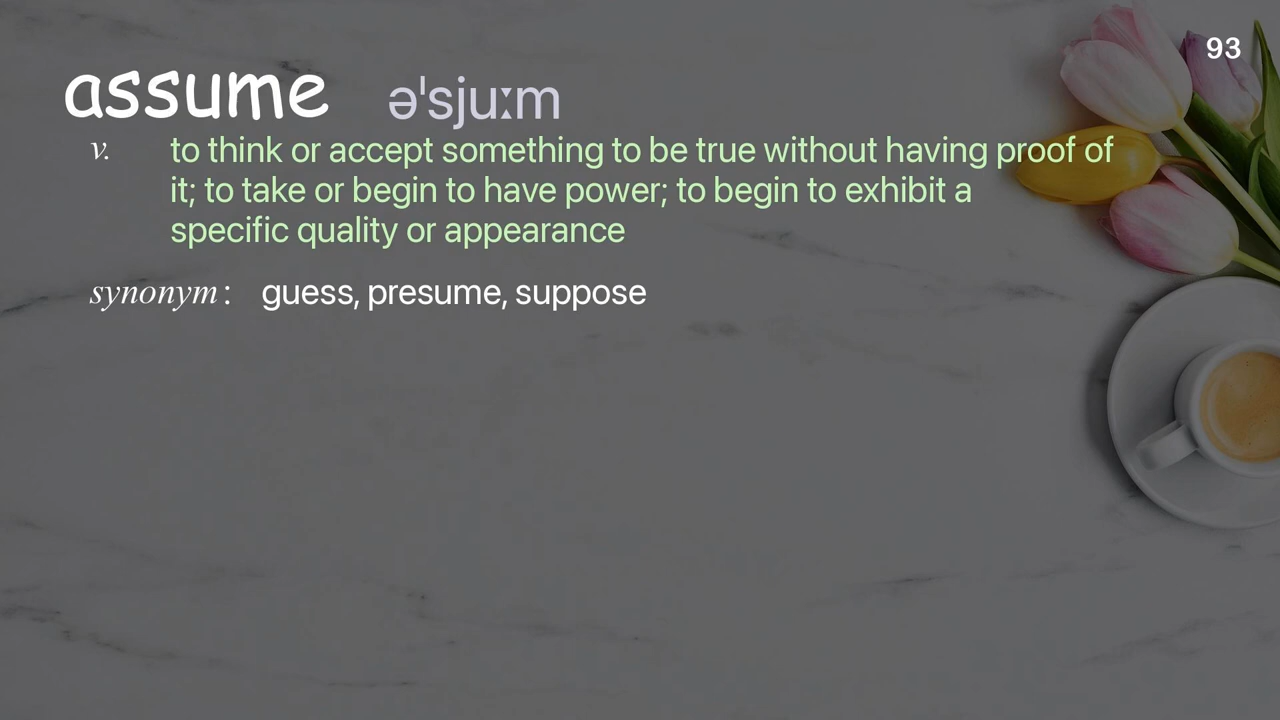 93
assume əˈsjuːm
v. to think or accept something to be true without having proof of
it; to take or begin to have power; to begin to exhibit a
specific quality or appearance
synonym: guess, presume, suppose